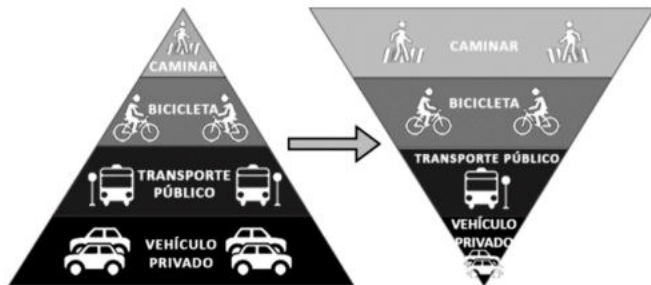 CAMINAR
BICICLETA
TRANSPORTE
PÚBLICO
VEHÍCULO
PRIVADO
CAMINAR
BICICLETA
TRANSPORTE PÚBLICO
VEHÍCULO
PRIVADO